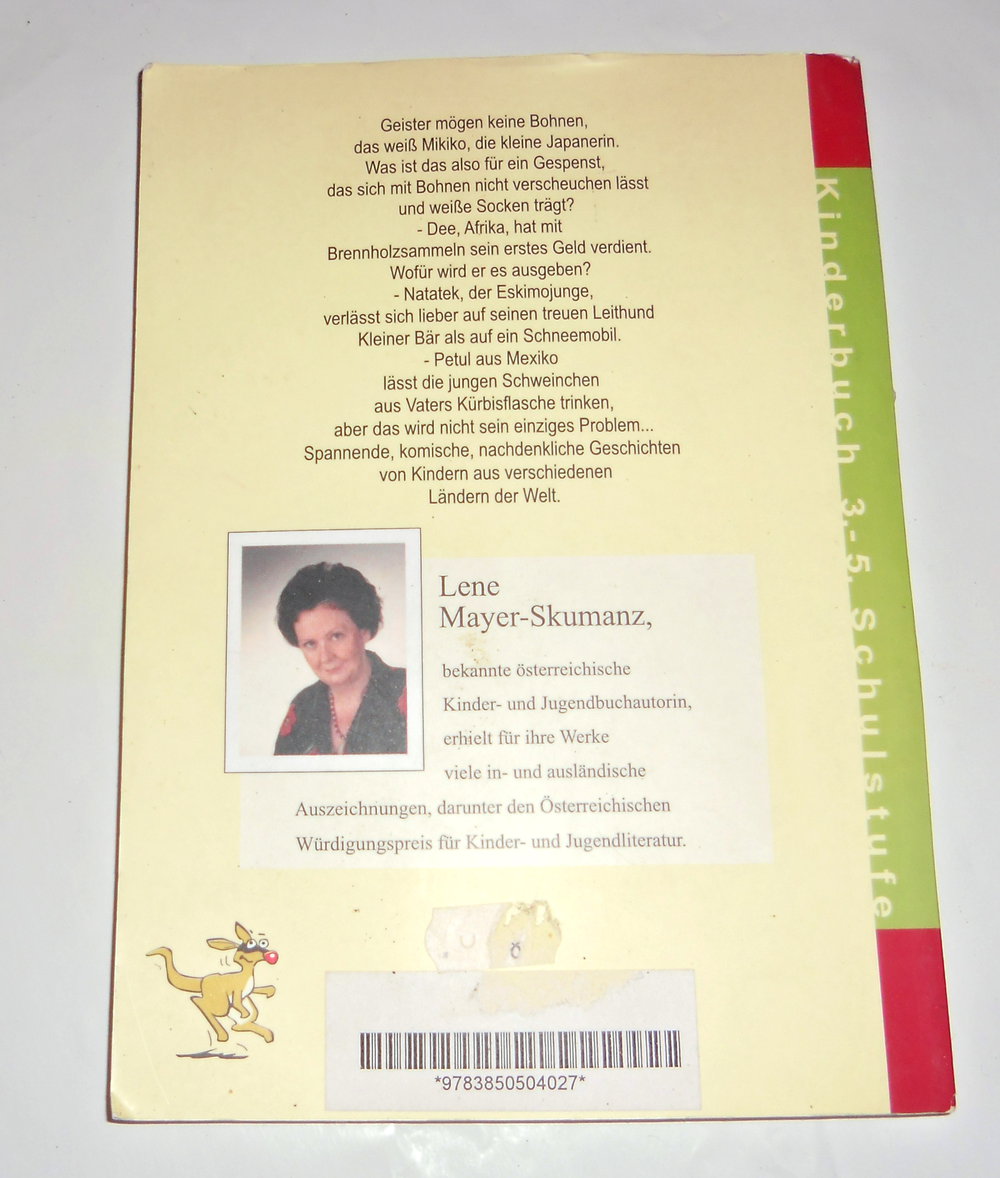 Geister mögen keine Bohnen,
das weiß Mikiko, die kleine Japanerin.
Was ist das also für ein Gespenst,
das sich mit Bohnen nicht verscheuchen lässt
und weiße Socken trägt?
- Dee, Afrika, hat mit
Brennholzsammeln sein erstes Geld verdient.
Wofür wird er es ausgeben?
- Natatek, der Eskimojunge,
verlässt sich lieber auf seinen treuen Leithund
Kleiner Bär als auf ein Schneemobil.
- Petul aus Mexiko
lässt die jungen Schweinchen
aus Vaters Kürbisflasche trinken,
aber das wird nicht sein einziges Problem...
Spannende, komische, nachdenkliche Geschichten
von Kindern aus verschiedenen
Ländern der Welt.
Lene
Mayer-Skumanz,
bekannte österreichische
Kinder- und Jugendbuchautorin,
erhielt für ihre Werke
viele in- und ausländische
Auszeichnungen, darunter den Österreichischen
Würdigungspreis für Kinder- und Jugendliteratur.
*9783850504027*
Kinderbuch 3.- 5. Schulstufe